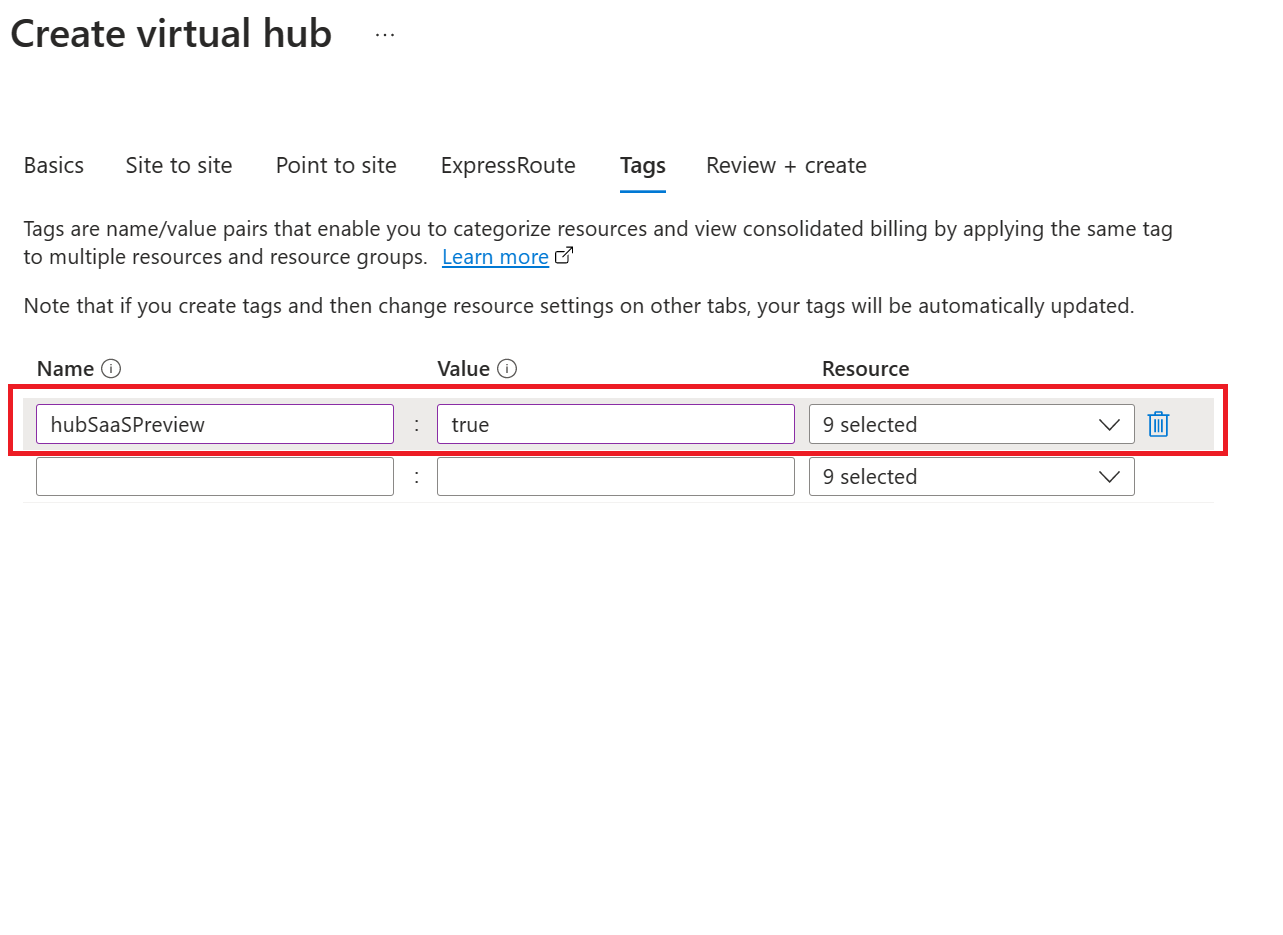 Create virtual hub ...
Basics Site to site Point to site ExpressRoute Tags Review + create
Tags are name/value pairs that enable you to categorize resources and view consolidated billing by applying the same tag
to multiple resources and resource groups. Learn more
Note that if you create tags and then change resource settings on other tabs, your tags will be automatically updated.
Name Value Resource
hubSaaSPreview : true 9 selected
: 9 selected